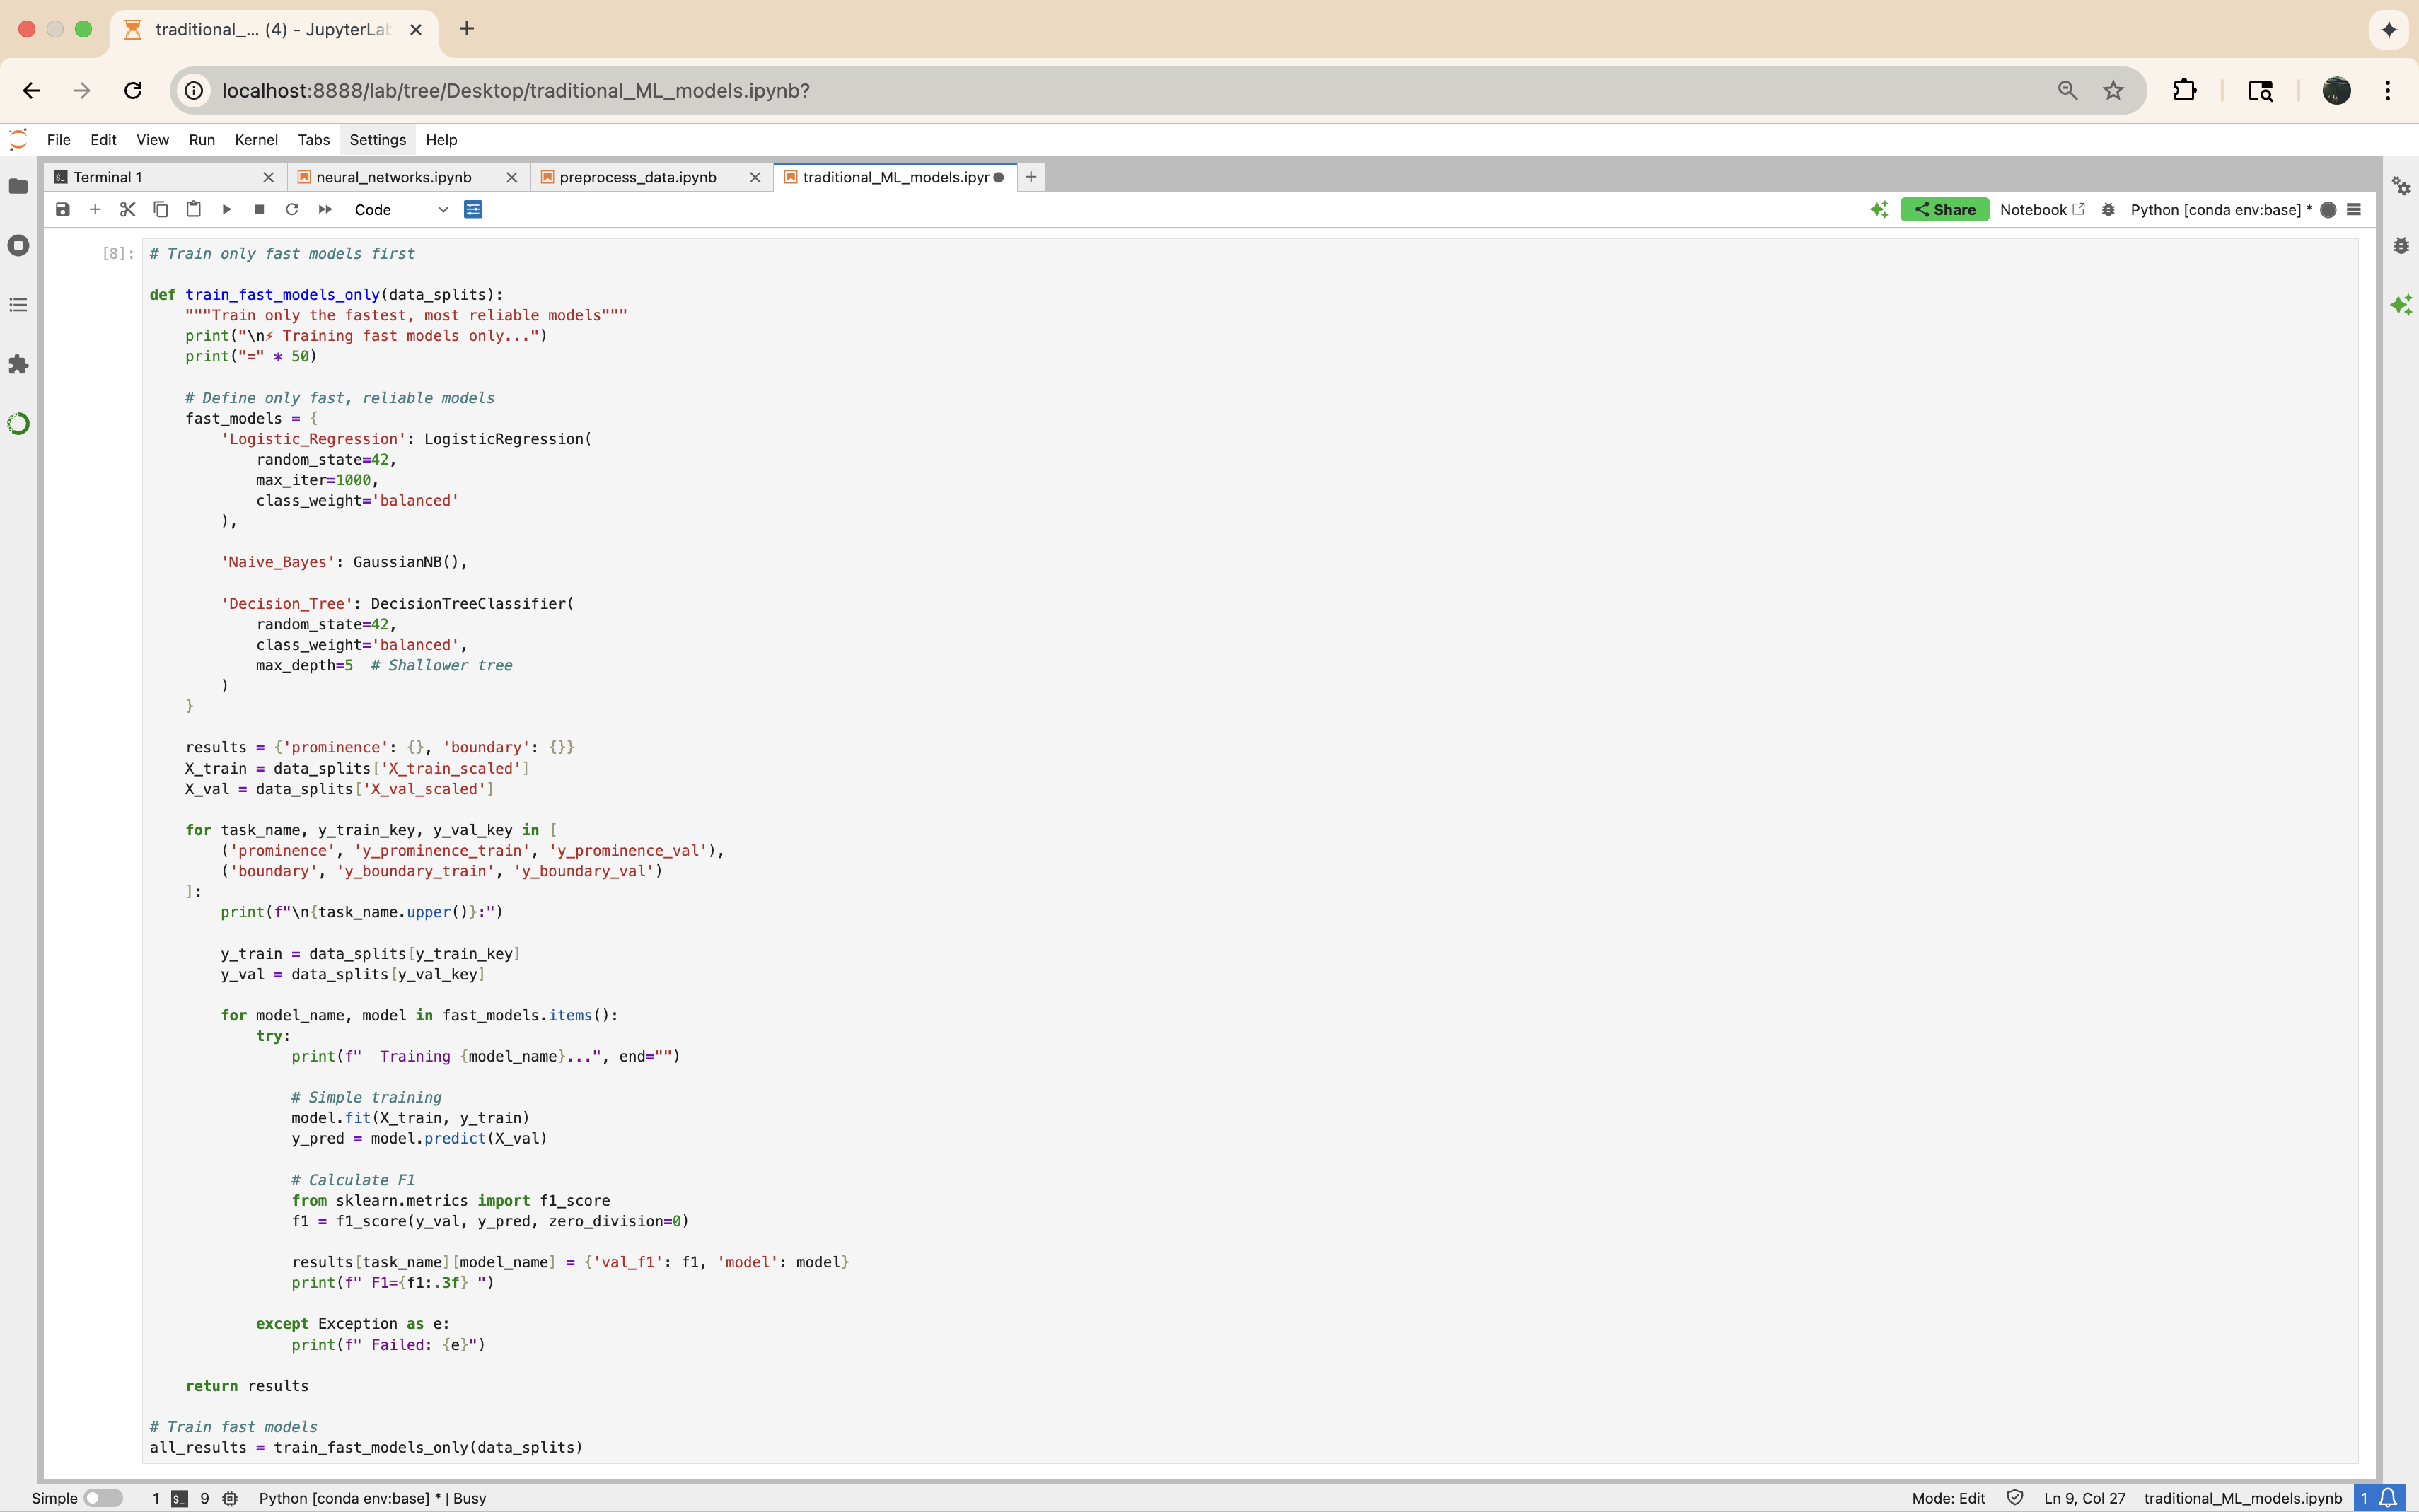 traditional_... (4) - JupyterLab
localhost:8888/lab/tree/Desktop/traditional_ML_models.ipynb?
File Edit View Run Kernel Tabs Settings Help
Terminal 1 neural_networks.ipynb preprocess_data.ipynb traditional_ML_models.ipyn
Code Share Notebook Python [conda env:base] *
[8]: # Train only fast models first
def train_fast_models_only(data_splits):
"""Train only the fastest, most reliable models"""
print("\n⚡ Training fast models only...")
print("=" * 50)
# Define only fast, reliable models
fast_models = {
'Logistic_Regression': LogisticRegression(
random_state=42,
max_iter=1000,
class_weight='balanced'
),
'Naive_Bayes': GaussianNB(),
'Decision_Tree': DecisionTreeClassifier(
random_state=42,
class_weight='balanced',
max_depth=5  # Shallower tree
)
}
results = {'prominence': {}, 'boundary': {}}
X_train = data_splits['X_train_scaled']
X_val = data_splits['X_val_scaled']
for task_name, y_train_key, y_val_key in [
('prominence', 'y_prominence_train', 'y_prominence_val'),
('boundary', 'y_boundary_train', 'y_boundary_val')
]:
print(f"\n{task_name.upper()}:")
y_train = data_splits[y_train_key]
y_val = data_splits[y_val_key]
for model_name, model in fast_models.items():
try:
print(f"  Training {model_name}...", end="")
# Simple training
model.fit(X_train, y_train)
y_pred = model.predict(X_val)
# Calculate F1
from sklearn.metrics import f1_score
f1 = f1_score(y_val, y_pred, zero_division=0)
results[task_name][model_name] = {'val_f1': f1, 'model': model}
print(f" F1={f1:.3f} ")
except Exception as e:
print(f" Failed: {e}")
return results
# Train fast models
all_results = train_fast_models_only(data_splits)
Simple 1 $_ 9 Python [conda env:base] * | Busy Mode: Edit Ln 9, Col 27 traditional_ML_models.ipynb 1